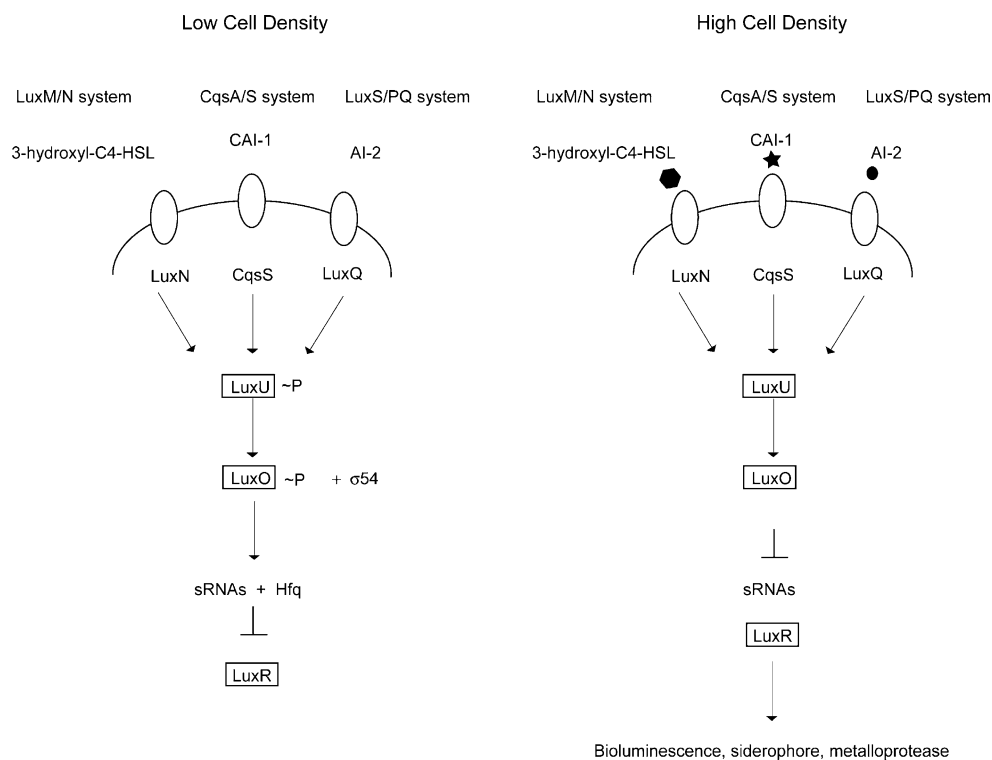 Low Cell Density
LuxM/N system
CqsA/S system
LuxS/PQ system
3-hydroxyl-C4-HSL
CAI-1
AI-2
LuxN
CqsS
LuxQ
LuxU ~P
LuxO ~P + σ54
sRNAs + Hfq
LuxR
High Cell Density
LuxM/N system
CqsA/S system
LuxS/PQ system
3-hydroxyl-C4-HSL
CAI-1
AI-2
LuxN
CqsS
LuxQ
LuxU
LuxO
sRNAs
LuxR
Bioluminescence, siderophore, metalloprotease